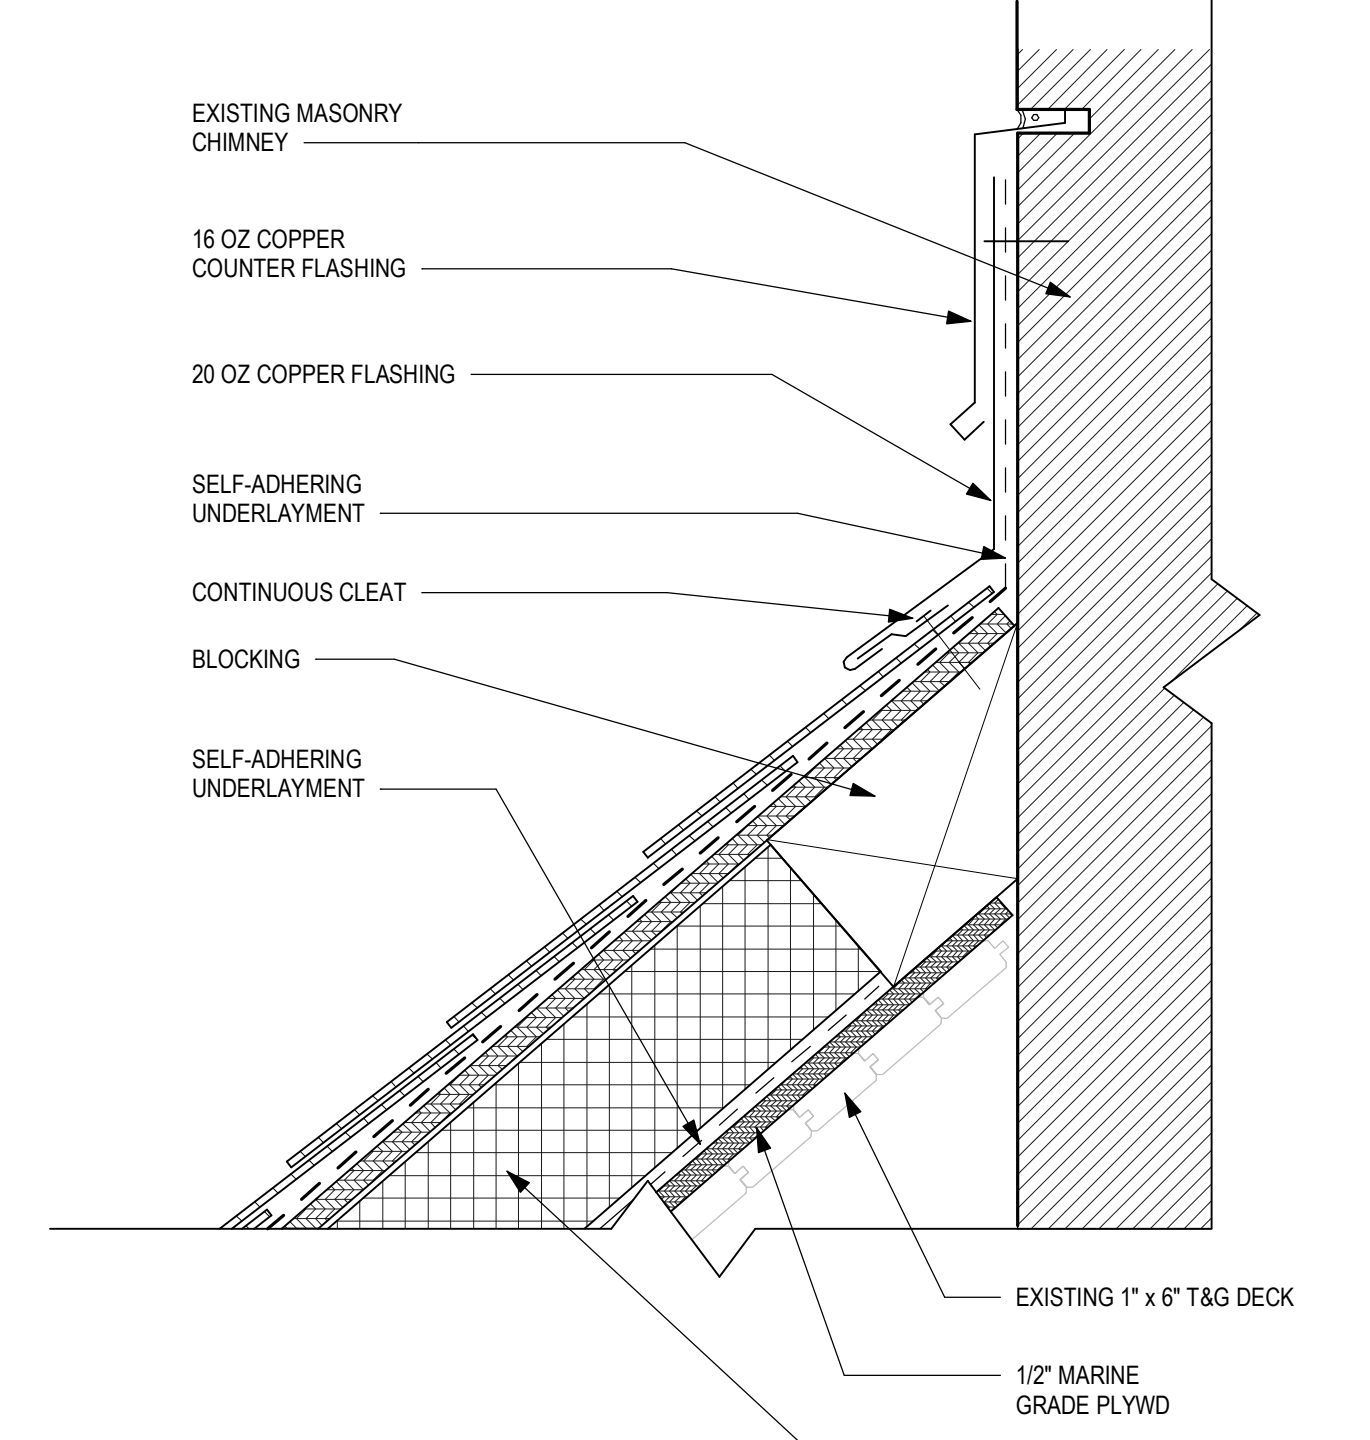 EXISTING MASONRY
CHIMNEY
16 OZ COPPER
COUNTER FLASHING
20 OZ COPPER FLASHING
SELF-ADHERING
UNDERLAYMENT
CONTINUOUS CLEAT
BLOCKING
SELF-ADHERING
UNDERLAYMENT
EXISTING 1" x 6" T&G DECK
1/2" MARINE
GRADE PLYWD